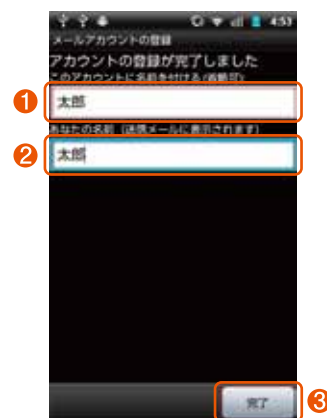 4:53
メールアカウントの登録
アカウントの登録が完了しました
このアカウントに名前を付ける(省略可)
1
太郎
あなたの名前 (送信メールに表示されます)
2
太郎
完了
3